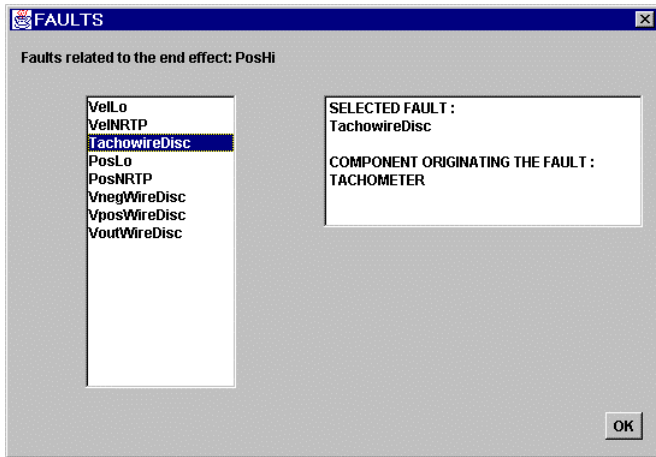 FAULTS
Faults related to the end effect: PosHi
VelLo
VelNRTP
TachowireDisc
PosLo
PosNRTP
VnegWireDisc
VposWireDisc
VoutWireDisc
SELECTED FAULT :
TachowireDisc
COMPONENT ORIGINATING THE FAULT :
TACHOMETER
OK